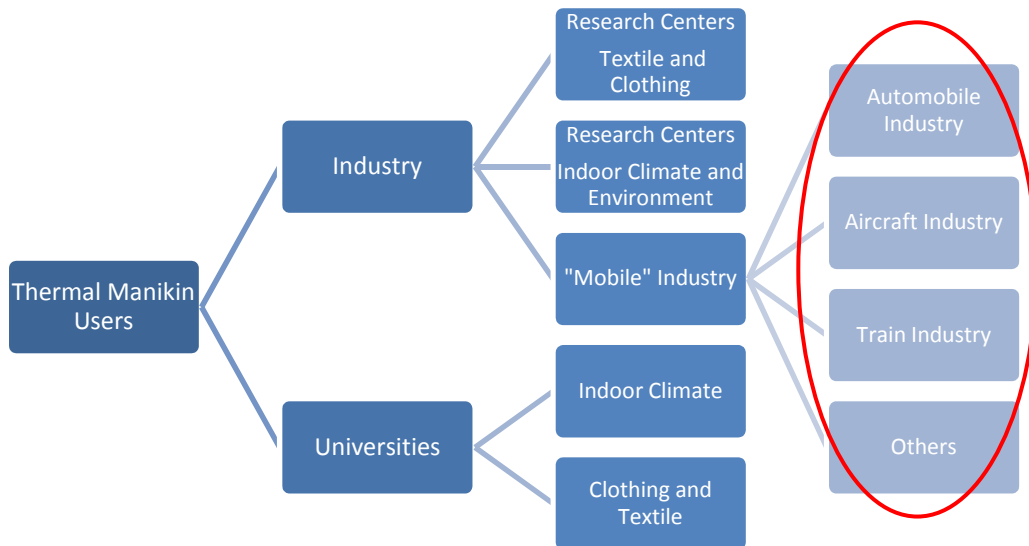 Thermal Manikin
Users
Industry
Research Centers
Textile and
Clothing
Research Centers
Indoor Climate and
Environment
"Mobile" Industry
Automobile
Industry
Aircraft Industry
Train Industry
Others
Universities
Indoor Climate
Clothing and
Textile